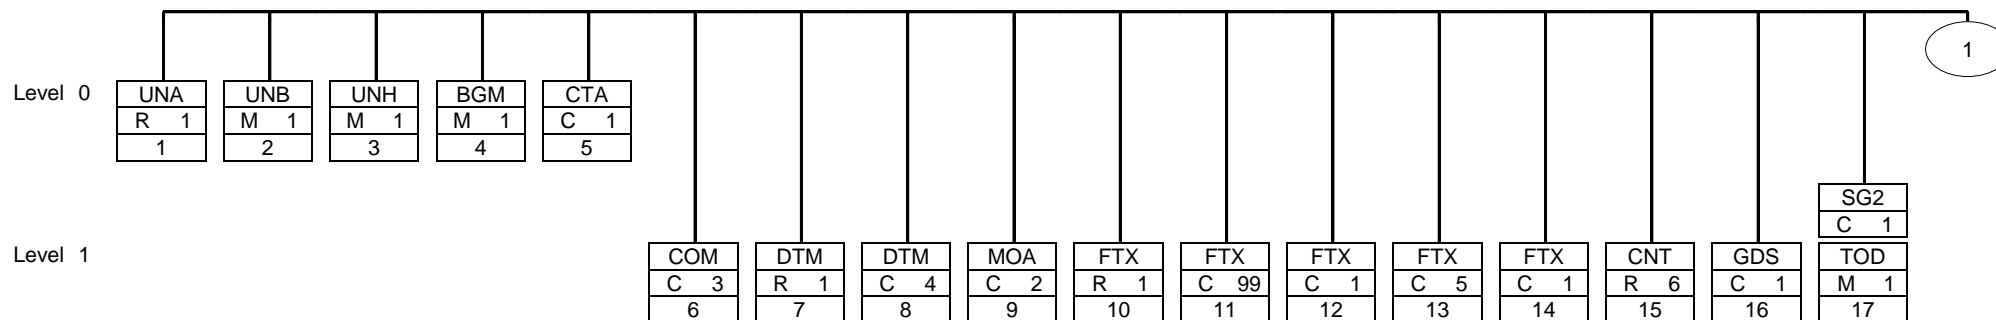 1
Level 0
UNA UNB UNH BGM CTA
R 1 M 1 M 1 M 1 C 1
1 2 3 4 5
SG2
C 1
Level 1
COM DTM DTM MOA FTX FTX FTX FTX FTX CNT GDS TOD
C 3 R 1 C 4 C 2 R 1 C 99 C 1 C 5 C 1 R 6 C 1 M 1
6 7 8 9 10 11 12 13 14 15 16 17